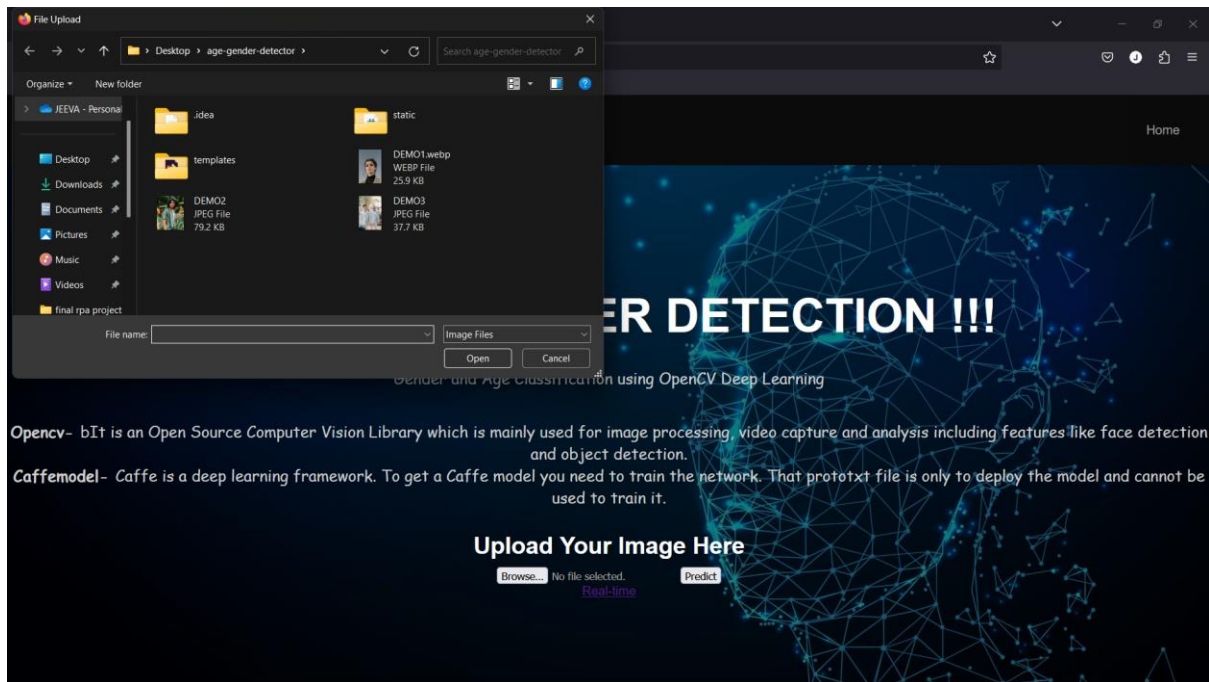 File Upload
Desktop > age-gender-detector >
Search age-gender-detector
Organize
New folder
JEEVA - Personal
Desktop
Downloads
Documents
Pictures
Music
Videos
final rpa project
.idea
static
templates
DEMO1.webp
WEBP File
25.9 KB
DEMO2
JPEG File
79.2 KB
DEMO3
JPEG File
37.7 KB
File name:
Image Files
Open
Cancel
J
Home
ER DETECTION !!!
Gender and Age Classification using OpenCV Deep Learning
Opencv- bIt is an Open Source Computer Vision Library which is mainly used for image processing, video capture and analysis including features like face detection
and object detection.
Caffemodel- Caffe is a deep learning framework. To get a Caffe model you need to train the network. That prototxt file is only to deploy the model and cannot be
used to train it.
Upload Your Image Here
Browse... No file selected. Predict
Real-time